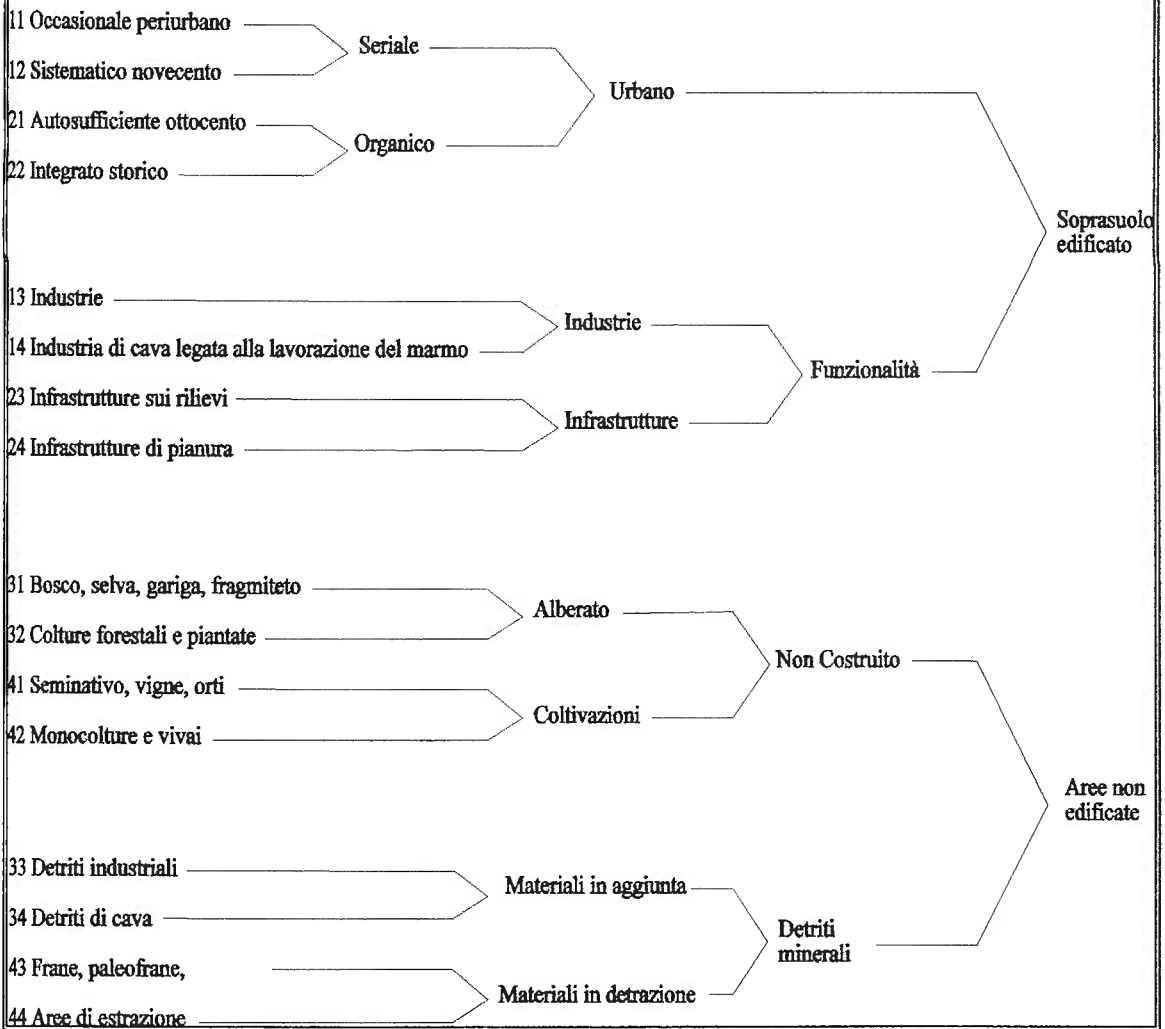 11 Occasionale periurbano
Seriale
12 Sistematico novecento
Urbano
21 Autosufficiente ottocento
Organico
22 Integrato storico
Soprasuolo
edificato
13 Industrie
Industrie
14 Industria di cava legata alla lavorazione del marmo
Funzionalità
23 Infrastrutture sui rilievi
Infrastrutture
24 Infrastrutture di pianura
31 Bosco, selva, gariga, fragmiteto
Alberato
32 Colture forestali e piantate
Non Costruito
41 Seminativo, vigne, orti
Coltivazioni
42 Monocolture e vivai
Aree non
edificate
33 Detriti industriali
Materiali in aggiunta
34 Detriti di cava
Detriti
minerali
43 Frane, paleofrane,
Materiali in detrazione
44 Aree di estrazione